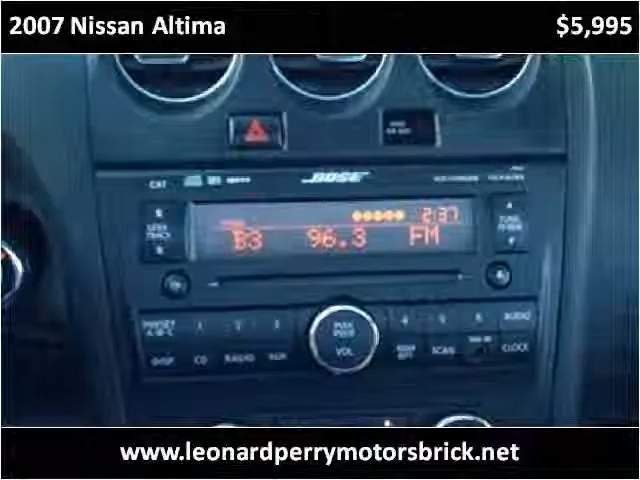 2007 Nissan Altima $5,995
BOSE
CAT
2:37
B3 96.3 FM
SEEK
TRACK
TUNE
1 2 3 4 5 6 AUDIO
PUSH
POWER
VOL
DISP CD RADIO AUX SCAN CLOCK
www.leonardperrymotorsbrick.net